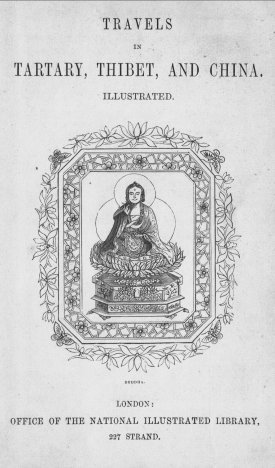 TRAVELS
IN
TARTARY, THIBET, AND CHINA.
ILLUSTRATED.
BUDDHA.
LONDON:
OFFICE OF THE NATIONAL ILLUSTRATED LIBRARY,
227 STRAND.